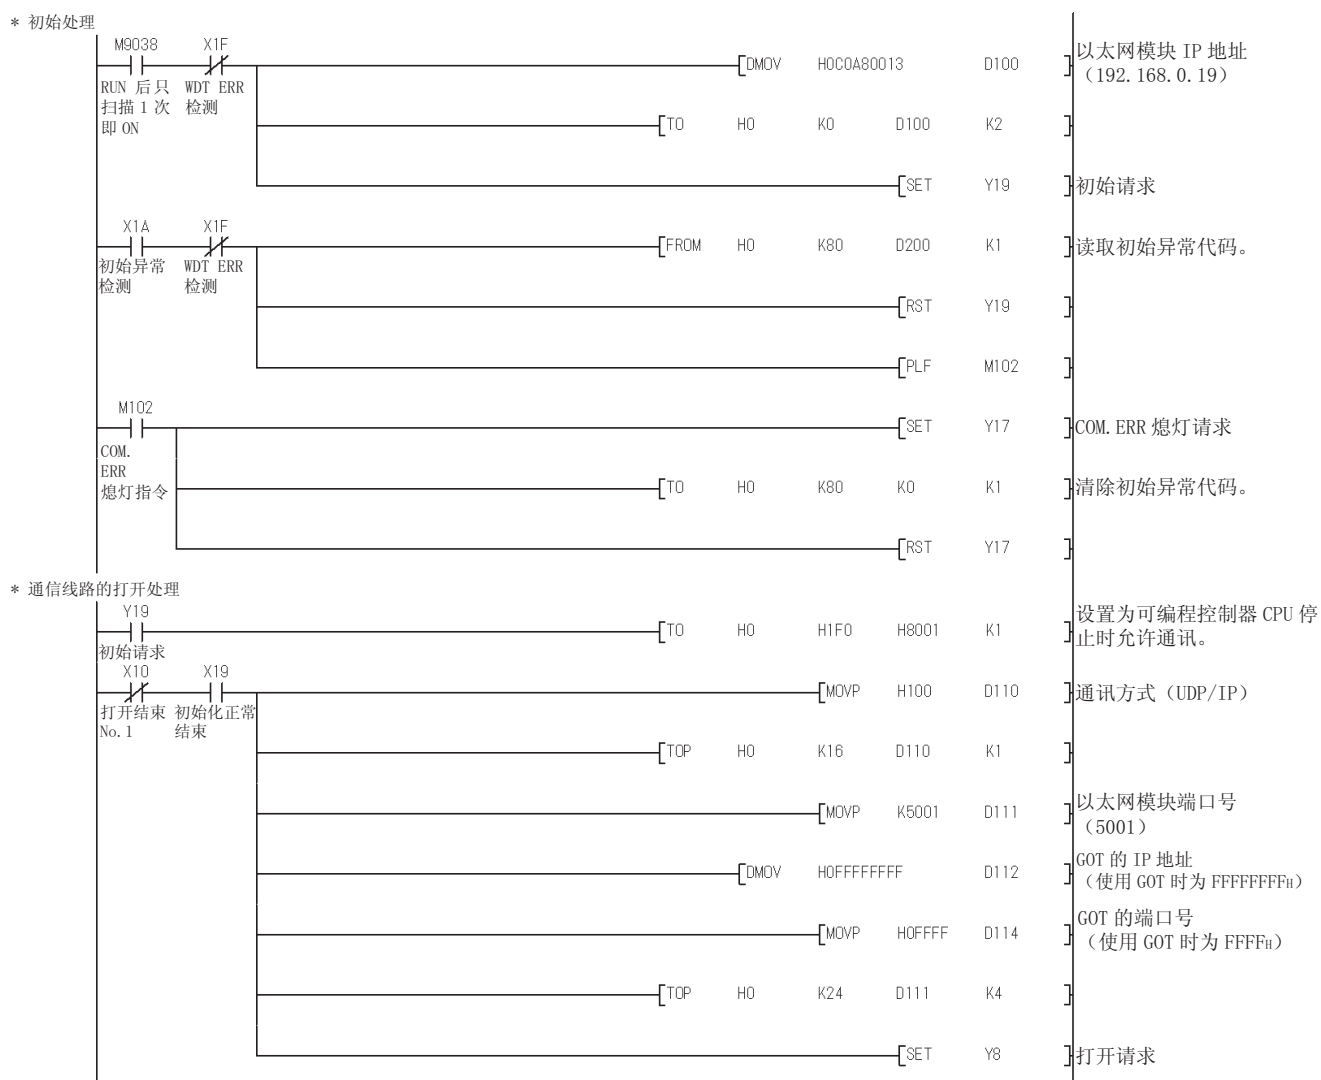 * 初始处理
M9038 X1F
[DMOV H0C0A80013 D100 ] 以太网模块 IP 地址
（192.168.0.19）
RUN 后只 WDT ERR
扫描 1 次 检测
即 ON
[TO H0 K0 D100 K2 ]
[SET Y19 ] 初始请求
X1A X1F
[FROM H0 K80 D200 K1 ] 读取初始异常代码。
初始异常 WDT ERR
检测 检测
[RST Y19 ]
[PLF M102 ]
M102
[SET Y17 ] COM.ERR 熄灯请求
COM.
ERR
熄灯指令
[TO H0 K80 K0 K1 ] 清除初始异常代码。
[RST Y17 ]
* 通信线路的打开处理
Y19
[TO H0 H1F0 H8001 K1 ] 设置为可编程控制器 CPU 停
止时允许通讯。
初始请求
X10 X19
[MOVP H100 D110 ] 通讯方式（UDP/IP）
打开结束 初始化正常
No.1 结束
[TOP H0 K16 D110 K1 ]
[MOVP K5001 D111 ] 以太网模块端口号
（5001）
[DMOV H0FFFFFFFF D112 ] GOT 的 IP 地址
（使用 GOT 时为 FFFFFFFFH）
[MOVP H0FFFF D114 ] GOT 的端口号
（使用 GOT 时为 FFFFH）
[TOP H0 K24 D111 K4 ]
[SET Y8 ] 打开请求